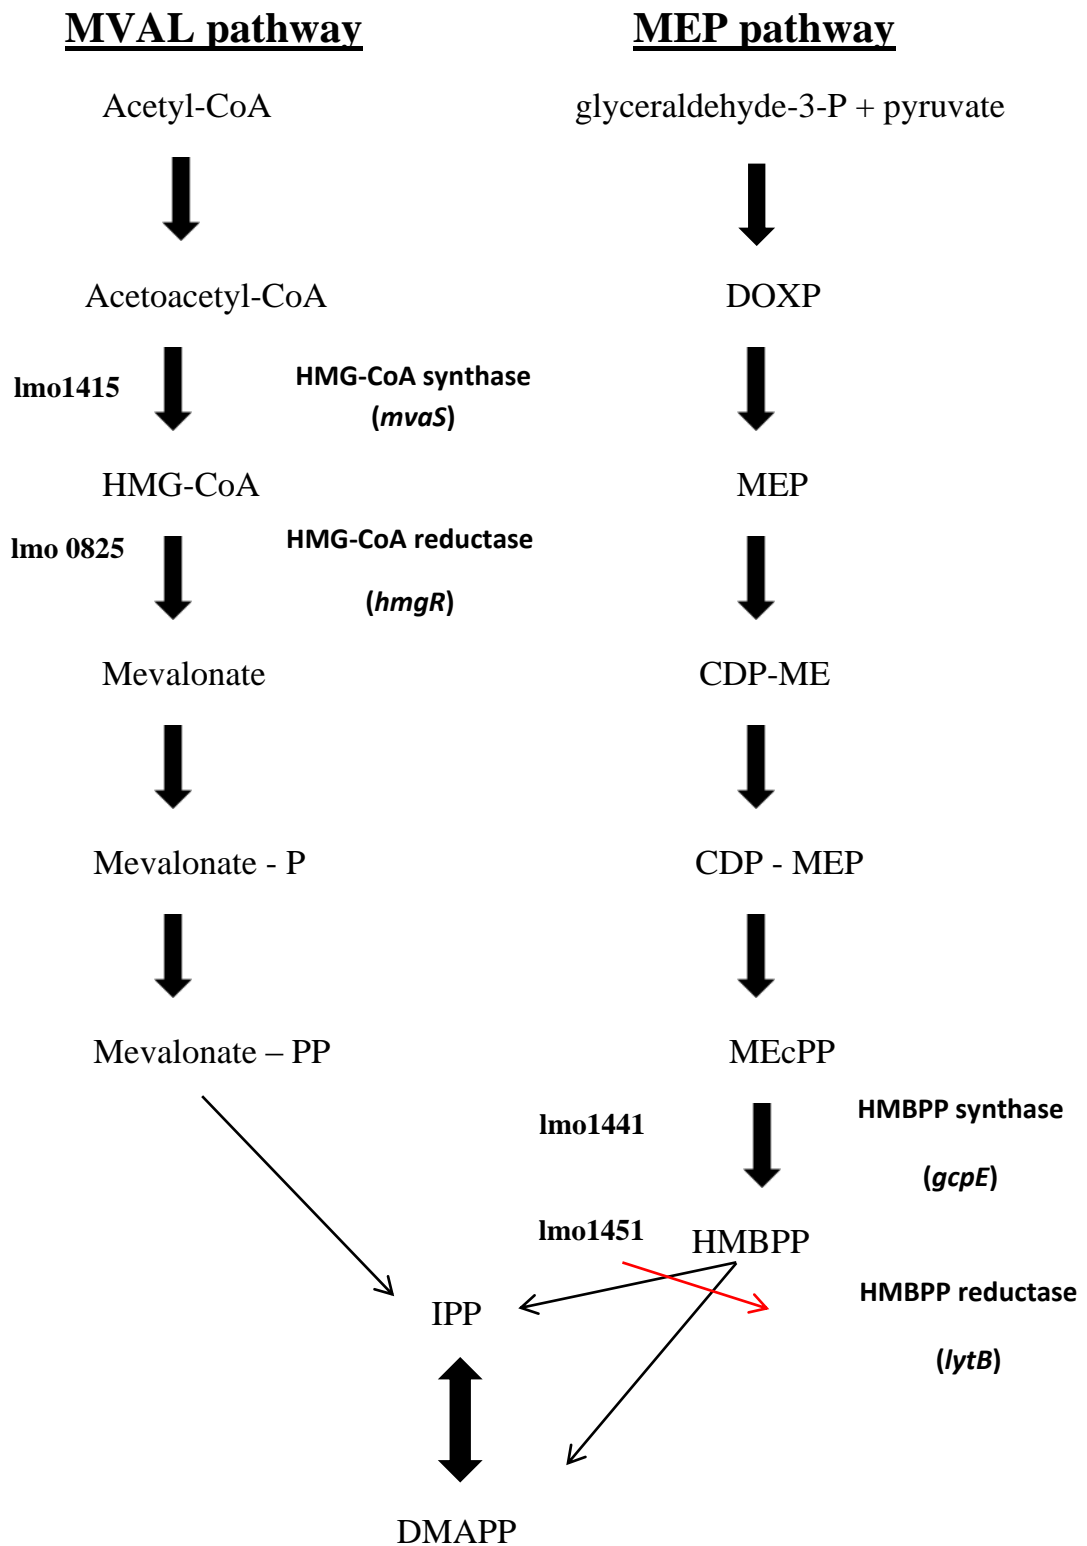 MVAL pathway
MEP pathway
Acetyl-CoA
glyceraldehyde-3-P + pyruvate
Acetoacetyl-CoA
DOXP
lmo1415
HMG-CoA synthase
(mvaS)
HMG-CoA
MEP
lmo 0825
HMG-CoA reductase
(hmgR)
Mevalonate
CDP-ME
Mevalonate - P
CDP - MEP
Mevalonate – PP
MEcPP
lmo1441
HMBPP synthase
(gcpE)
lmo1451
HMBPP
HMBPP reductase
(lytB)
IPP
DMAPP